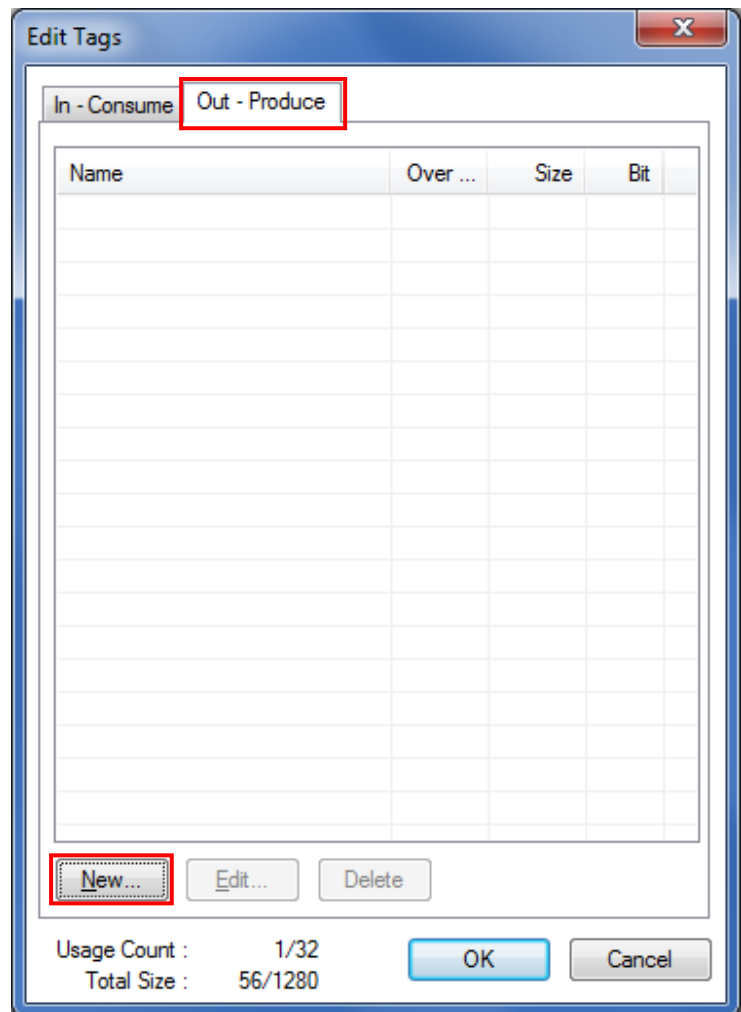 Edit Tags
In - Consume Out - Produce
Name Over ... Size Bit
New... Edit... Delete
Usage Count : 1/32 OK Cancel
Total Size : 56/1280